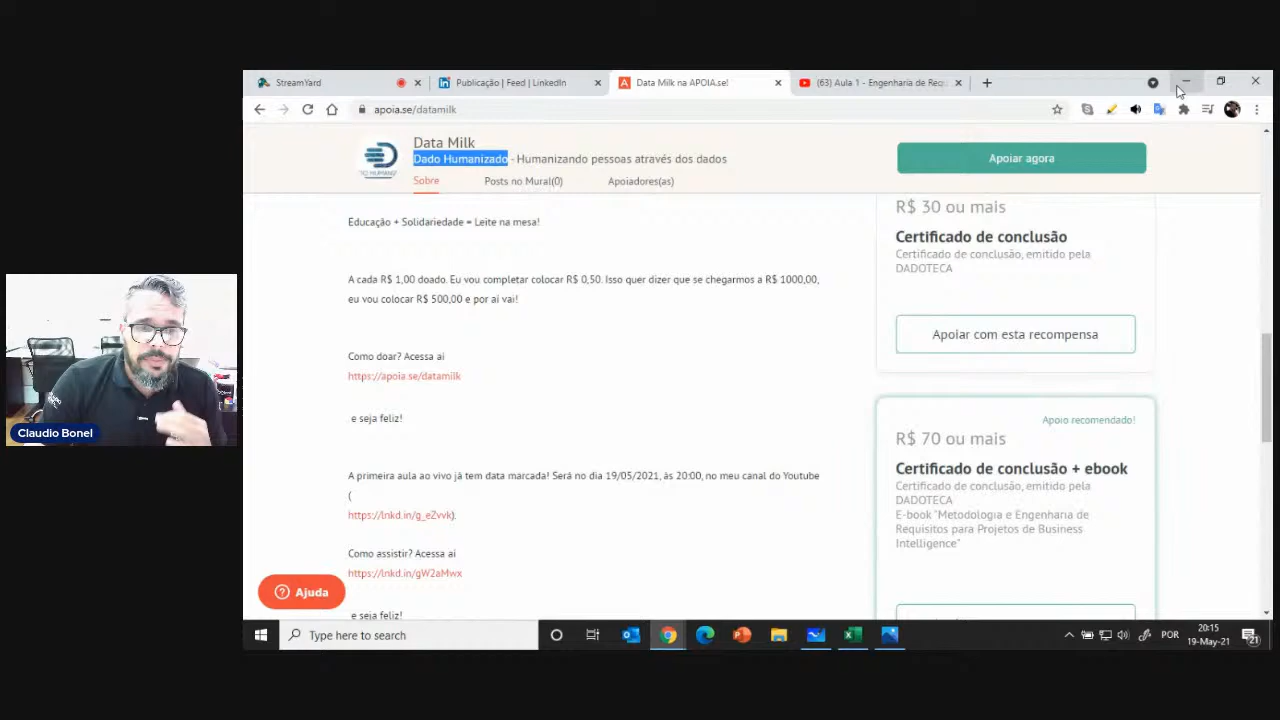 StreamYard
Publicação | Feed | LinkedIn
Data Milk na APOIA.se!
(63) Aula 1 - Engenharia de Req
apoia.se/datamilk
Data Milk
Dado Humanizado - Humanizando pessoas através dos dados
Apoiar agora
Sobre
Posts no Mural(0)
Apoiadores(as)
Educação + Solidariedade = Leite na mesa!
A cada R$ 1,00 doado. Eu vou completar colocar R$ 0,50. Isso quer dizer que se chegarmos a R$ 1000,00,
eu vou colocar R$ 500,00 e por aí vai!
Como doar? Acessa ai
https://apoia.se/datamilk
e seja feliz!
A primeira aula ao vivo já tem data marcada! Será no dia 19/05/2021, às 20:00, no meu canal do Youtube
(
https://lnkd.in/g_eZvvk).
Como assistir? Acessa ai
https://lnkd.in/gW2aMwx
e seja feliz!
R$ 30 ou mais
Certificado de conclusão
Certificado de conclusão, emitido pela
DADOTECA
Apoiar com esta recompensa
Apoio recomendado!
R$ 70 ou mais
Certificado de conclusão + ebook
Certificado de conclusão, emitido pela
DADOTECA
E-book "Metodologia e Engenharia de
Requisitos para Projetos de Business
Intelligence"
Ajuda
Claudio Bonel
Type here to search
POR
20:15
19-May-21
21